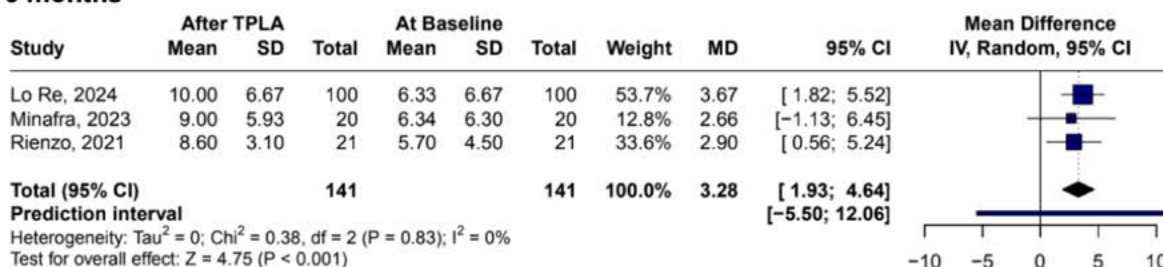 months
After TPLA At Baseline Mean Difference
Study Mean SD Total Mean SD Total Weight MD 95% CI IV, Random, 95% CI
Lo Re, 2024 10.00 6.67 100 6.33 6.67 100 53.7% 3.67 [ 1.82; 5.52]
Minafra, 2023 9.00 5.93 20 6.34 6.30 20 12.8% 2.66 [−1.13; 6.45]
Rienzo, 2021 8.60 3.10 21 5.70 4.50 21 33.6% 2.90 [ 0.56; 5.24]
Total (95% CI) 141 141 100.0% 3.28 [ 1.93; 4.64]
Prediction interval [−5.50; 12.06]
Heterogeneity: Tau² = 0; Chi² = 0.38, df = 2 (P = 0.83); I² = 0%
Test for overall effect: Z = 4.75 (P < 0.001) −10 −5 0 5 10